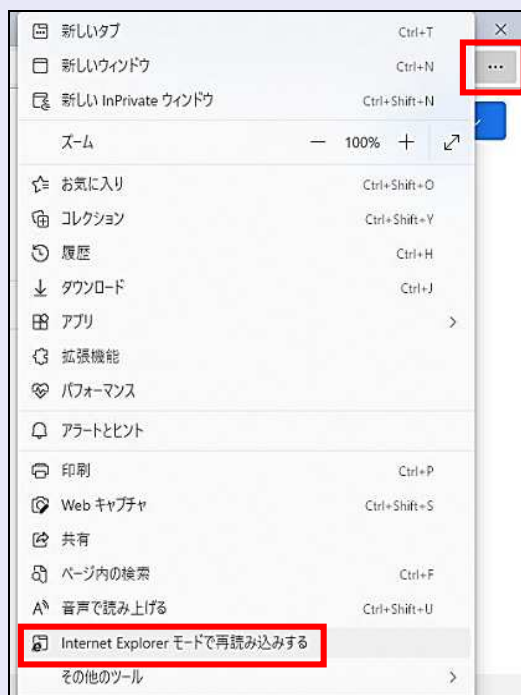 新しいタブ Ctrl+T
新しいウィンドウ Ctrl+N
新しい InPrivate ウィンドウ Ctrl+Shift+N
ズーム — 100% +
お気に入り Ctrl+Shift+O
コレクション Ctrl+Shift+Y
履歴 Ctrl+H
ダウンロード Ctrl+J
アプリ
拡張機能
パフォーマンス
アラートとヒント
印刷 Ctrl+P
Web キャプチャ Ctrl+Shift+S
共有
ページ内の検索 Ctrl+F
音声で読み上げる Ctrl+Shift+U
Internet Explorer モードで再読み込みする
その他のツール